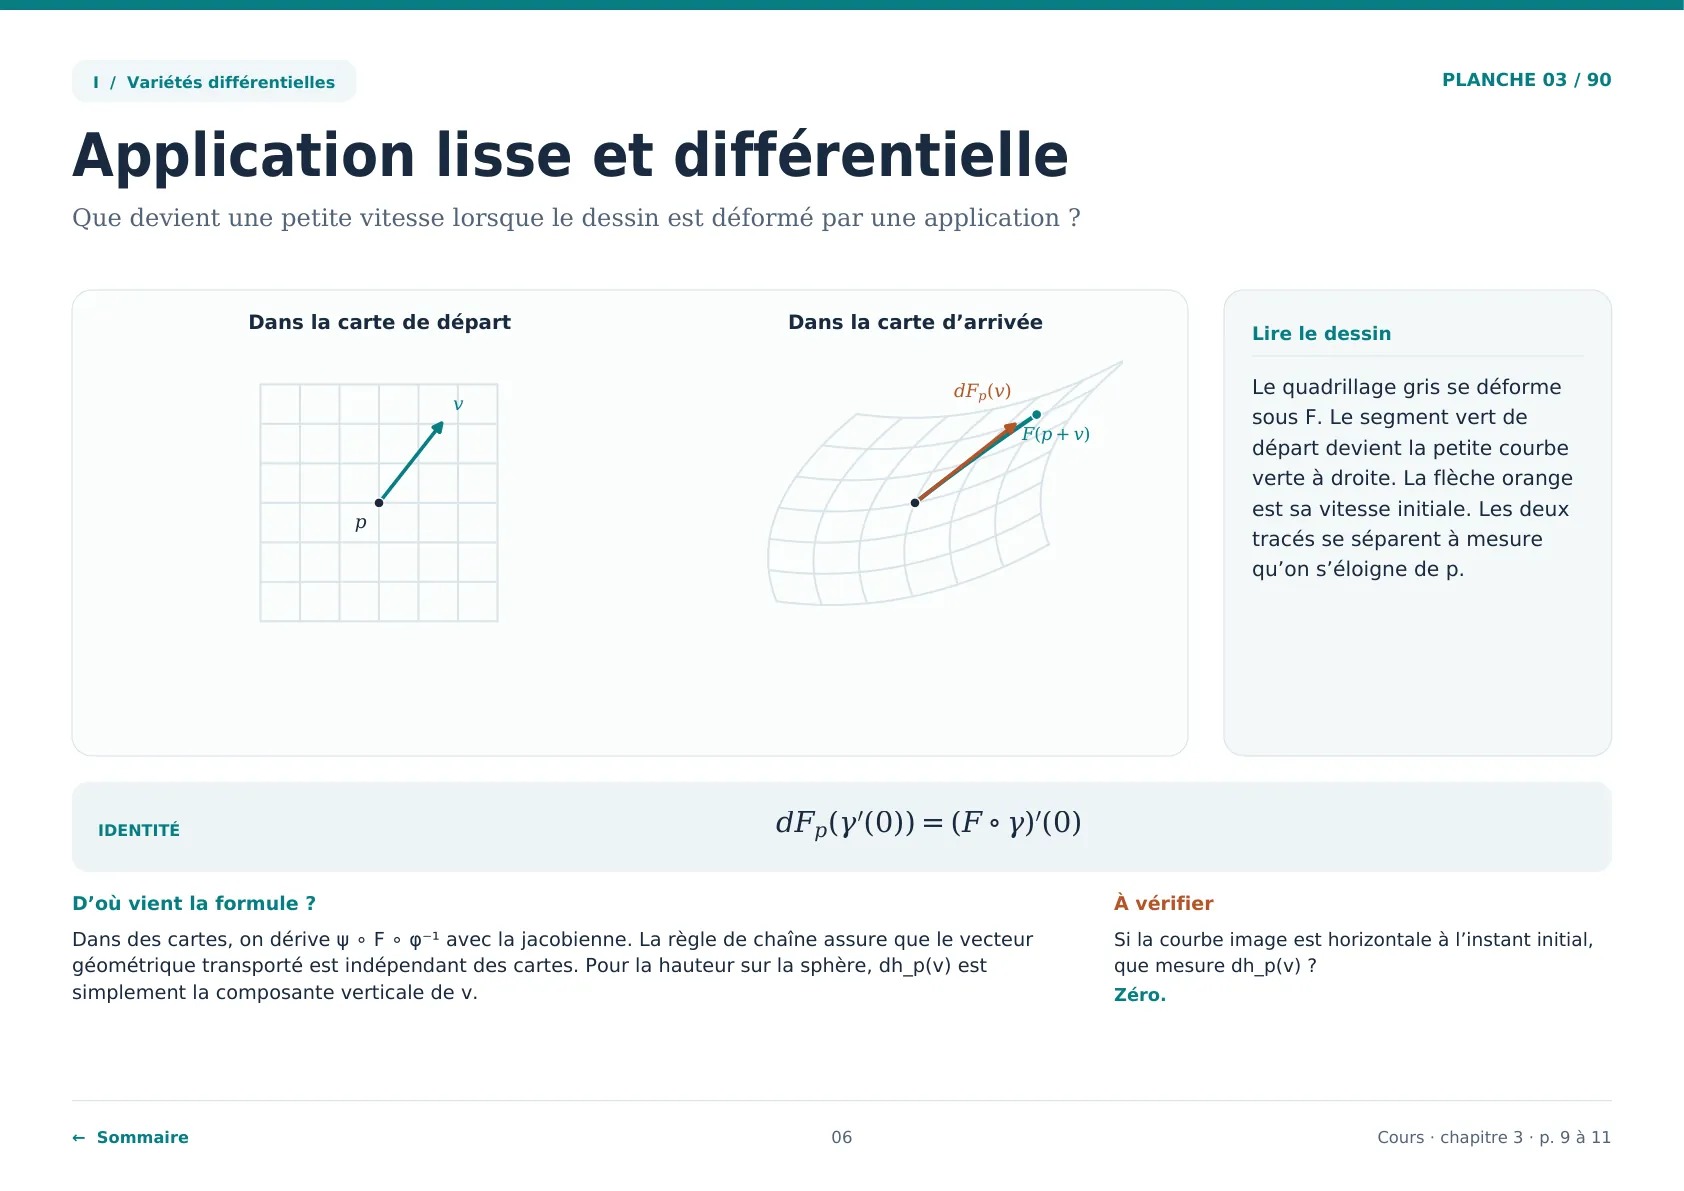 I / Variétés différentielles
PLANCHE 03 / 90
Application lisse et différentielle
Que devient une petite vitesse lorsque le dessin est déformé par une application ?
Dans la carte de départ
v
p
Dans la carte d’arrivée
dFₚ(v)
F(p + v)
Lire le dessin
Le quadrillage gris se déforme
sous F. Le segment vert de
départ devient la petite courbe
verte à droite. La flèche orange
est sa vitesse initiale. Les deux
tracés se séparent à mesure
qu’on s’éloigne de p.
IDENTITÉ
dFₚ(γ′(0)) = (F ∘ γ)′(0)
D’où vient la formule ?
Dans des cartes, on dérive ψ ∘ F ∘ φ⁻¹ avec la jacobienne. La règle de chaîne assure que le vecteur
géométrique transporté est indépendant des cartes. Pour la hauteur sur la sphère, dh_p(v) est
simplement la composante verticale de v.
À vérifier
Si la courbe image est horizontale à l’instant initial,
que mesure dh_p(v) ?
Zéro.
← Sommaire
06
Cours · chapitre 3 · p. 9 à 11